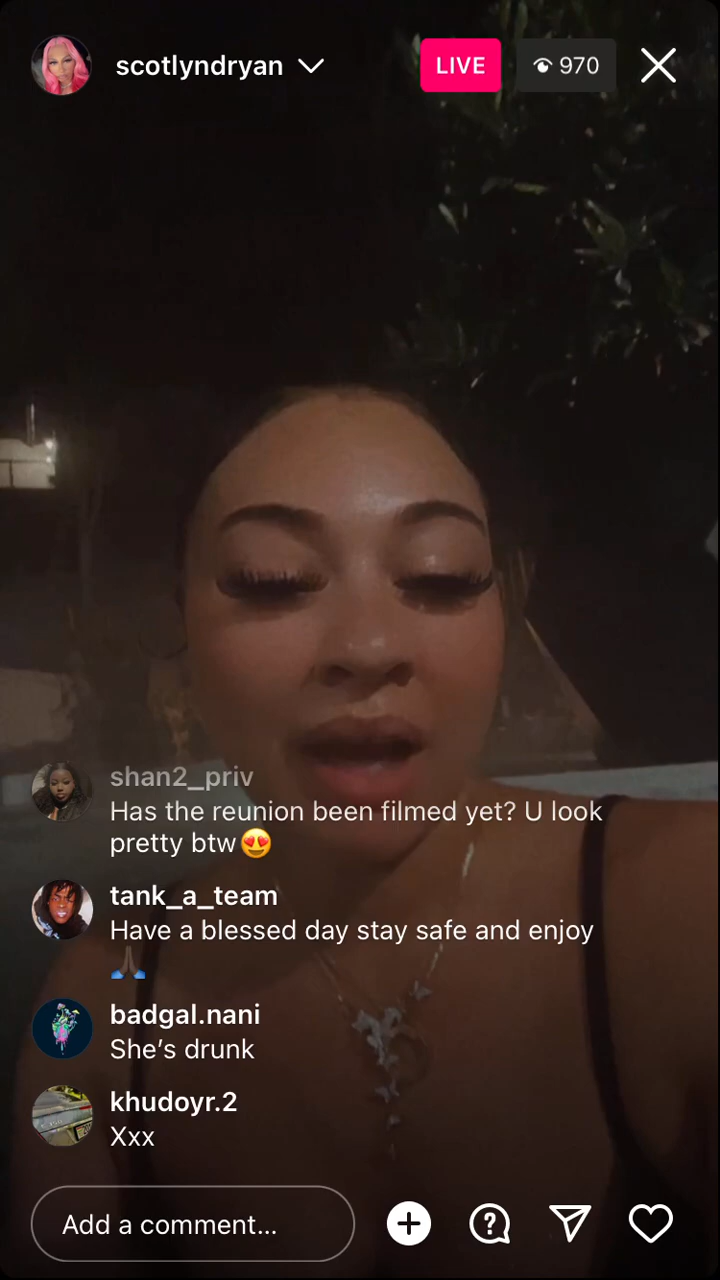 scotlyndryan
LIVE
970
shan2_priv
Has the reunion been filmed yet? U look
pretty btw😍
tank_a_team
Have a blessed day stay safe and enjoy
🙏🏽
badgal.nani
She’s drunk
khudoyr.2
Xxx
Add a comment...